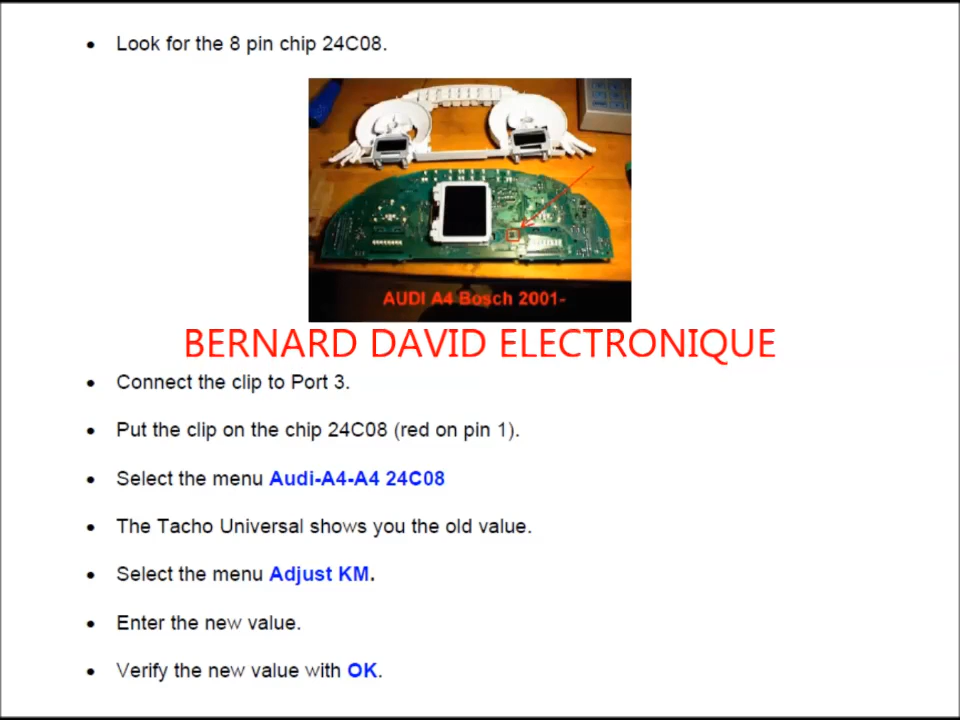 Look for the 8 pin chip 24C08.
AUDI A4 Bosch 2001-
BERNARD DAVID ELECTRONIQUE
Connect the clip to Port 3.
Put the clip on the chip 24C08 (red on pin 1).
Select the menu Audi-A4-A4 24C08
The Tacho Universal shows you the old value.
Select the menu Adjust KM.
Enter the new value.
Verify the new value with OK.